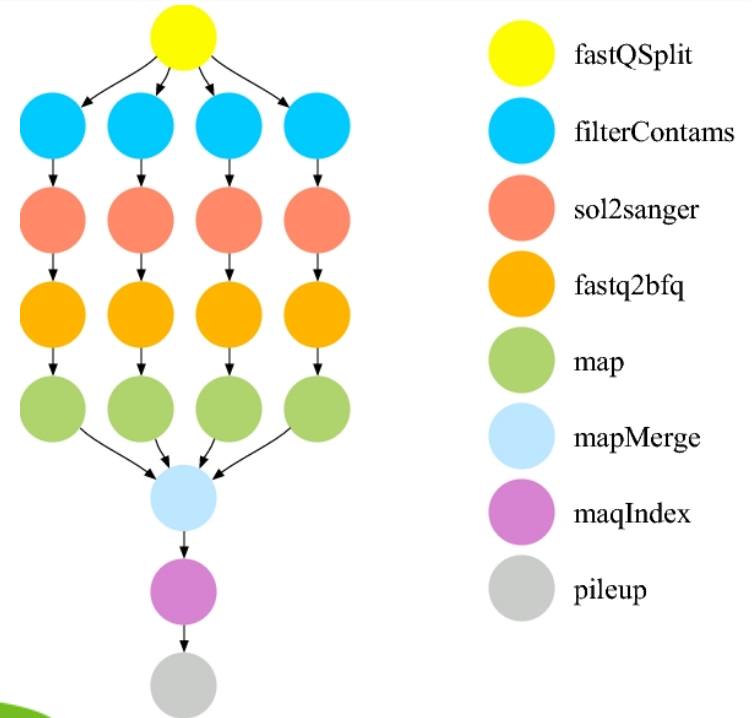 fastQSplit
filterContams
sol2sanger
fastq2bfq
map
mapMerge
maqIndex
pileup